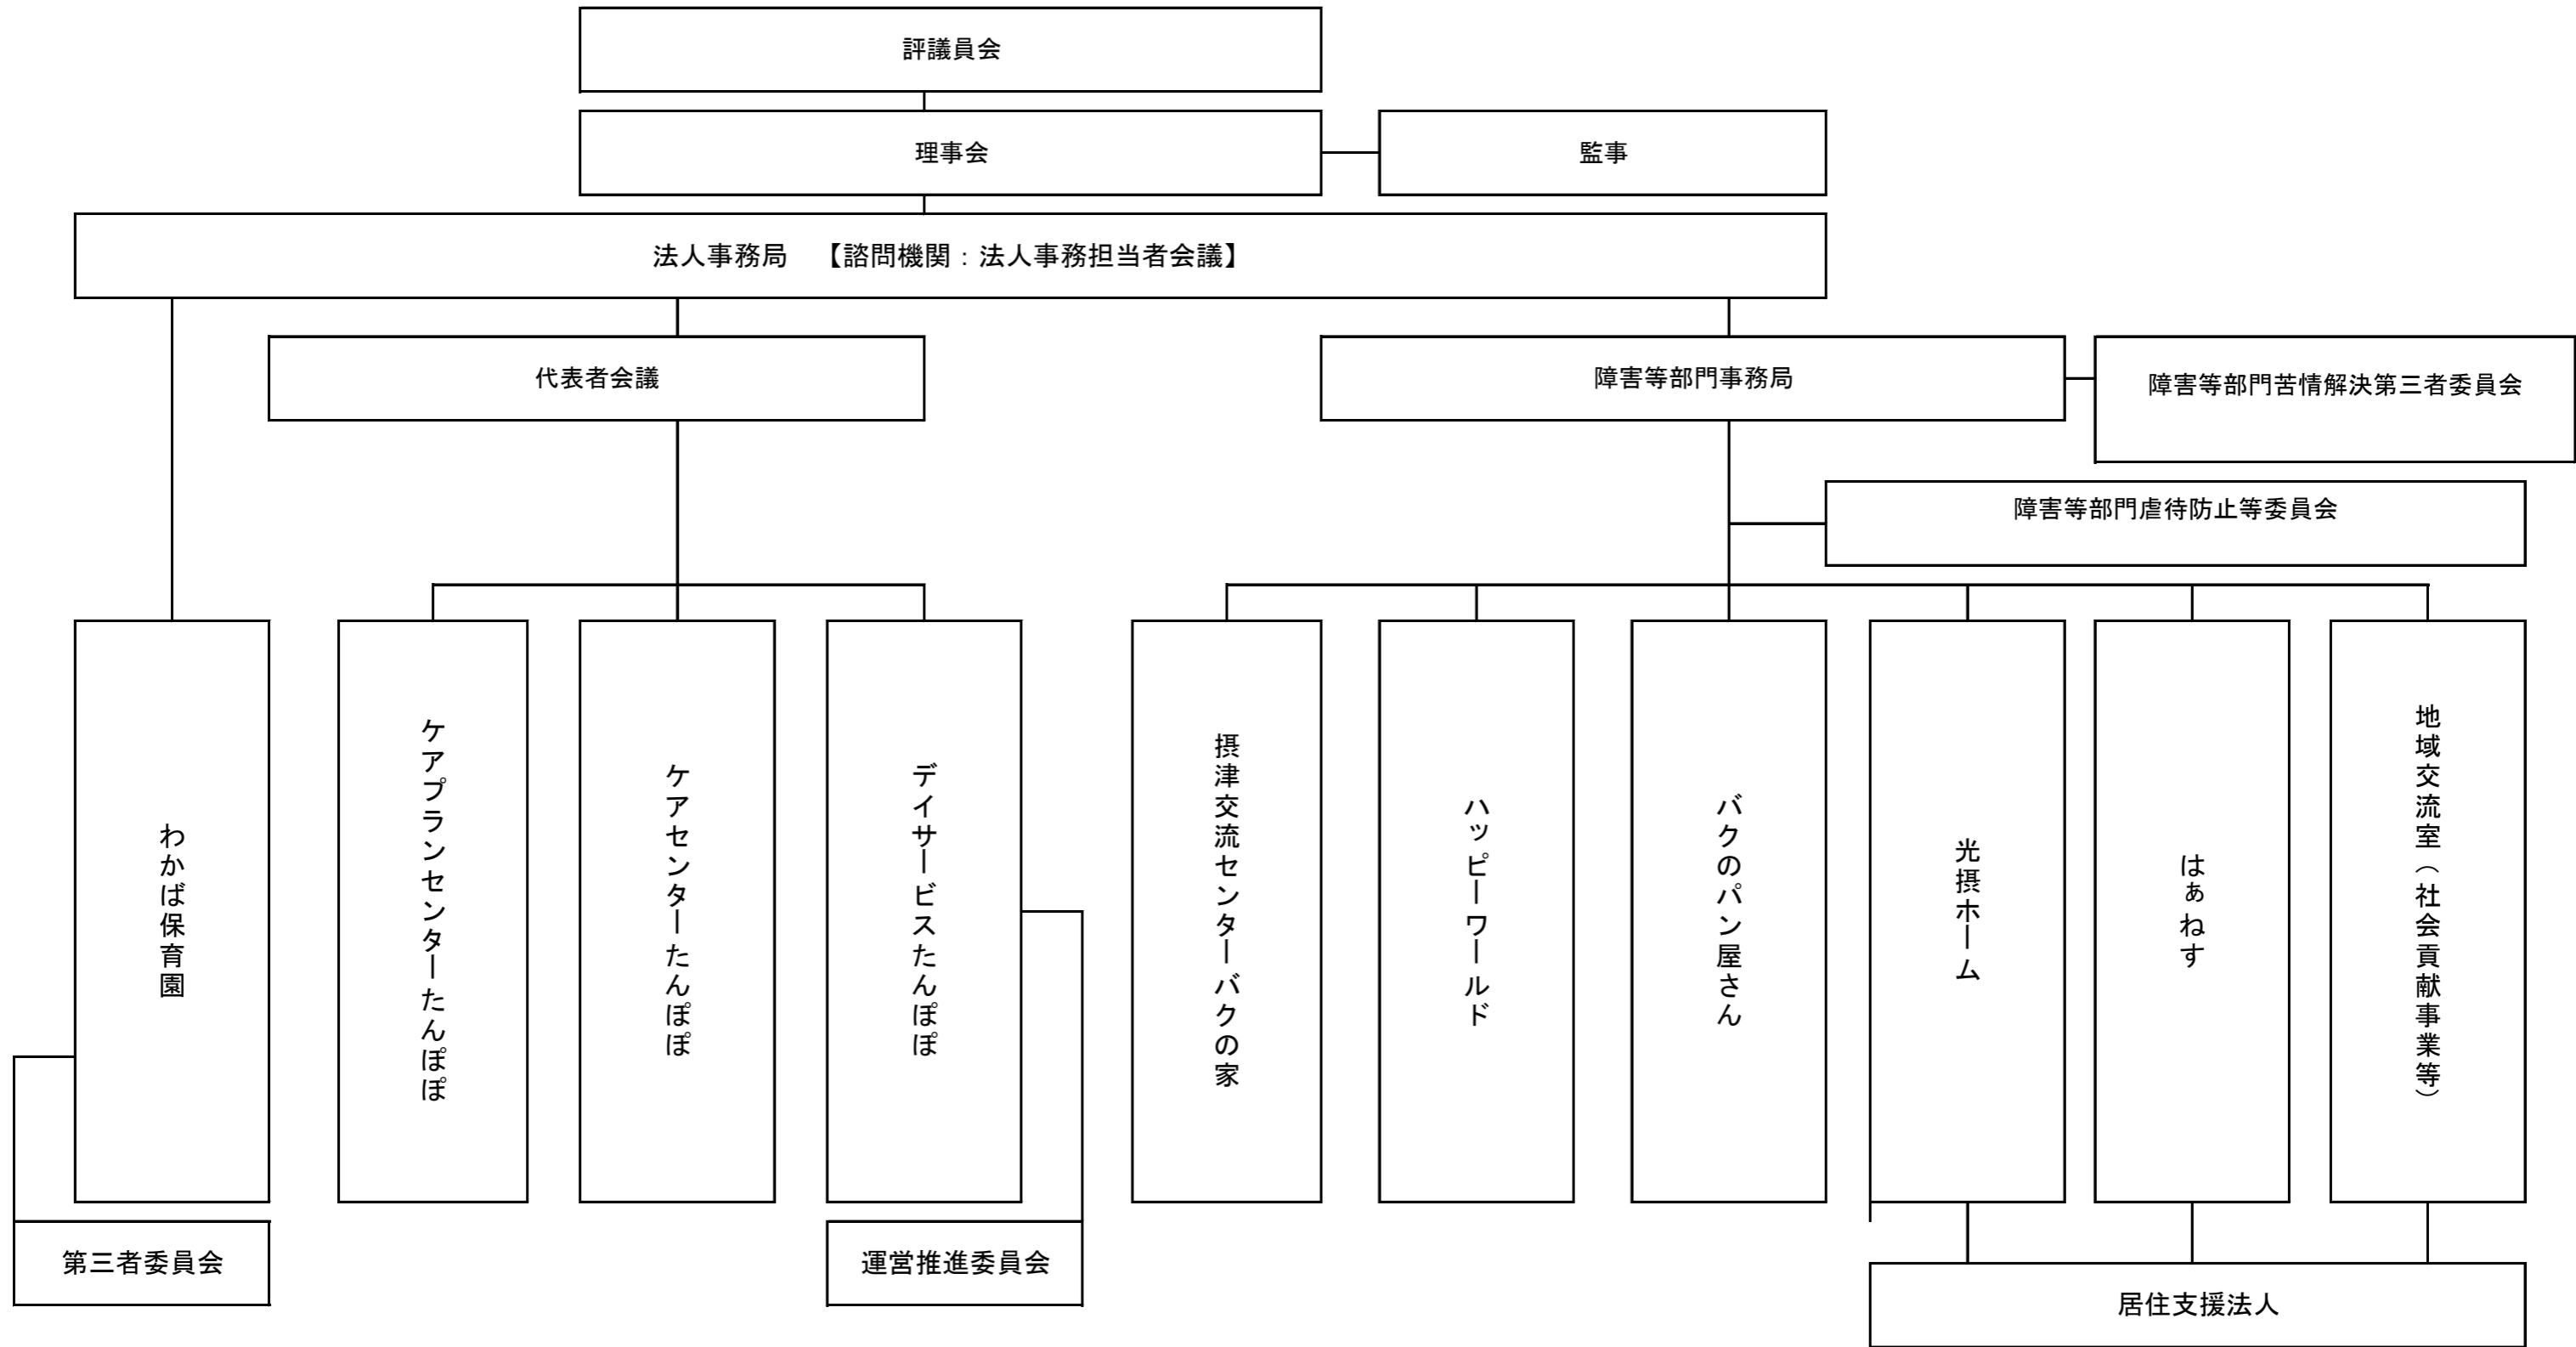 評議員会
理事会
監事
法人事務局　【諮問機関：法人事務担当者会議】
代表者会議
障害等部門事務局
障害等部門苦情解決第三者委員会
障害等部門虐待防止等委員会
わかば保育園
ケアプランセンターたんぽぽ
ケアセンターたんぽぽ
デイサービスたんぽぽ
摂津交流センターバクの家
ハッピーワールド
バクのパン屋さん
光摂ホーム
はぁねす
地域交流室（社会貢献事業等）
第三者委員会
運営推進委員会
居住支援法人